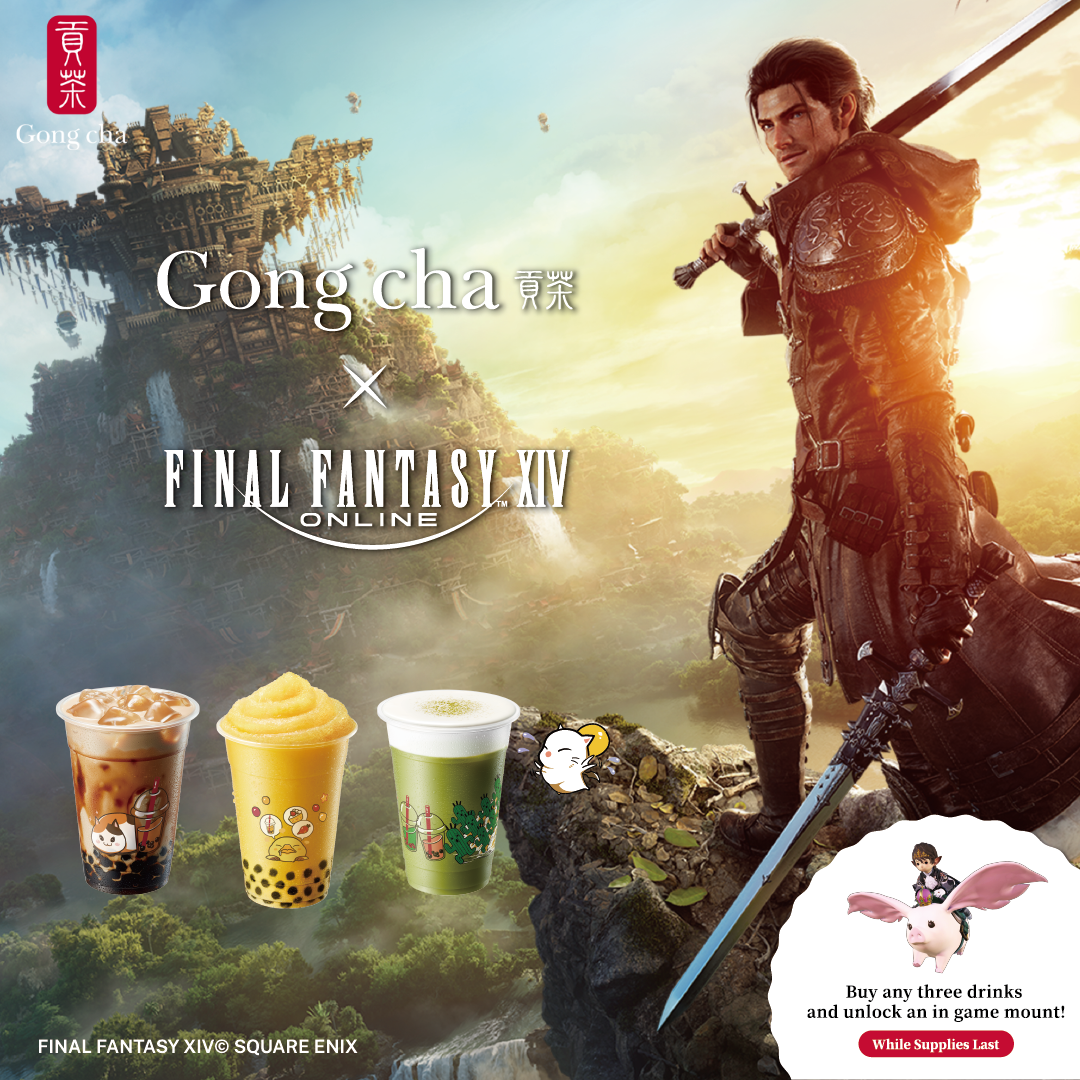 貢茶
Gong cha
Gong cha 貢茶
×
FINAL FANTASY XIV
TM
ONLINE
Buy any three drinks
and unlock an in game mount!
While Supplies Last
FINAL FANTASY XIV© SQUARE ENIX